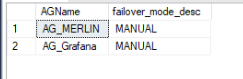 AGName failover_mode_desc
1 AG_MERLIN MANUAL
2 AG_Grafana MANUAL